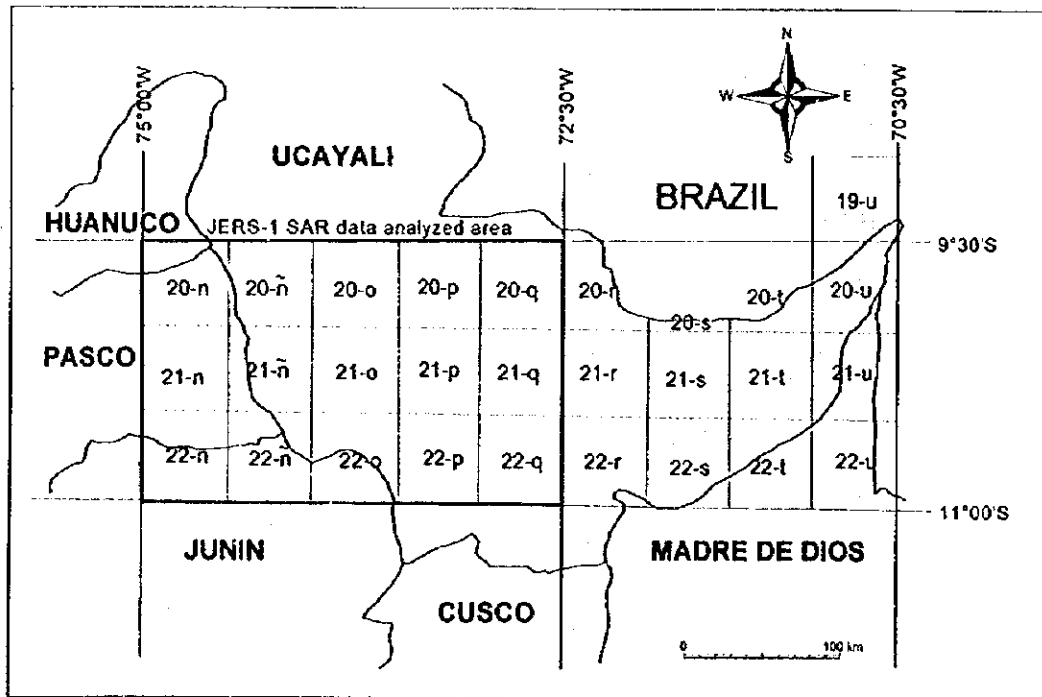 N
W E
S
75°00'W
72°30'W
70°30'W
UCAYALI
BRAZIL
19-u
HUANUCO
JERS-1 SAR data analyzed area
9°30'S
20-n 20-ñ 20-o 20-p 20-q 20-r 20-s 20-t 20-u
PASCO
21-n 21-ñ 21-o 21-p 21-q 21-r 21-s 21-t 21-u
22-n 22-ñ 22-o 22-p 22-q 22-r 22-s 22-t 22-u
11°00'S
JUNIN
MADRE DE DIOS
CUSCO
0 100 km